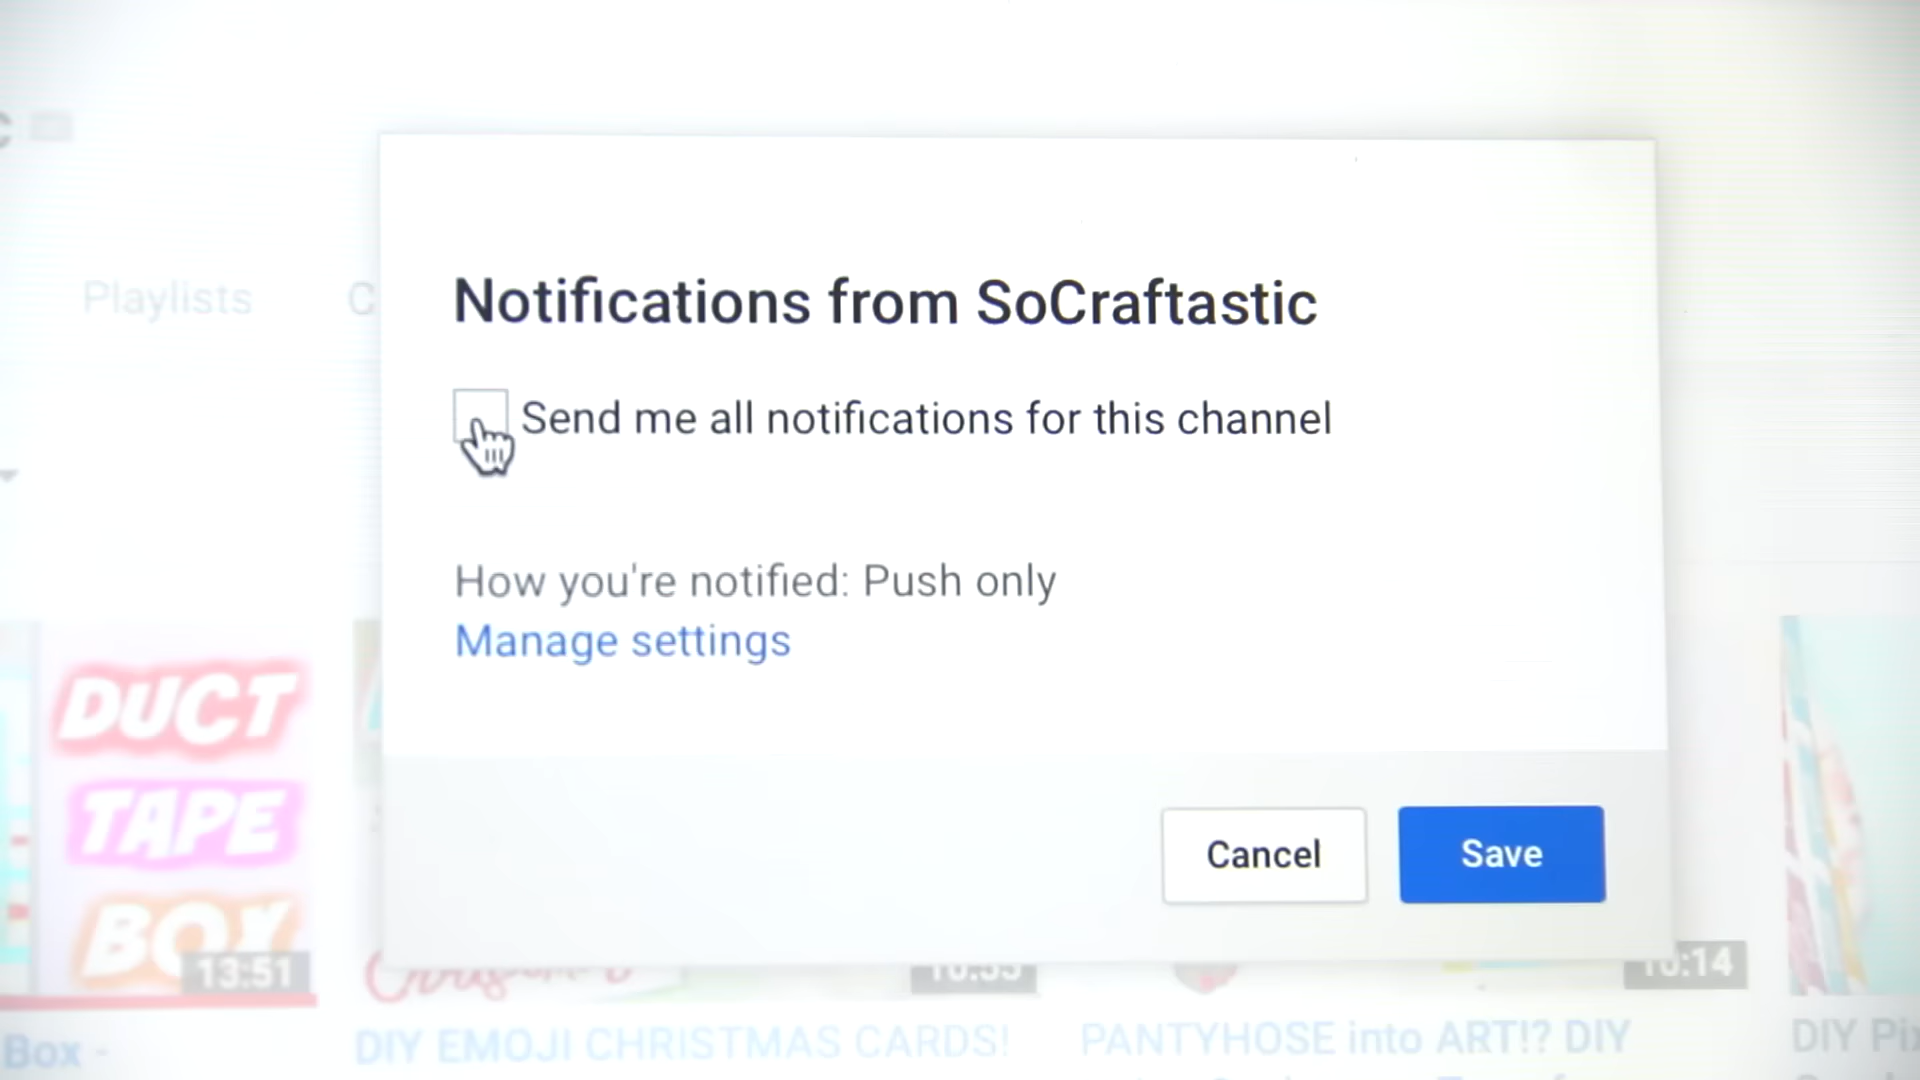 Playlists
Notifications from SoCraftastic
Send me all notifications for this channel
How you're notified: Push only
Manage settings
Cancel
Save
DUCT
TAPE
BOX
13:51
10:14
Box -
DIY EMOJI CHRISTMAS CARDS!
PANTYHOSE into ART!? DIY
DIY